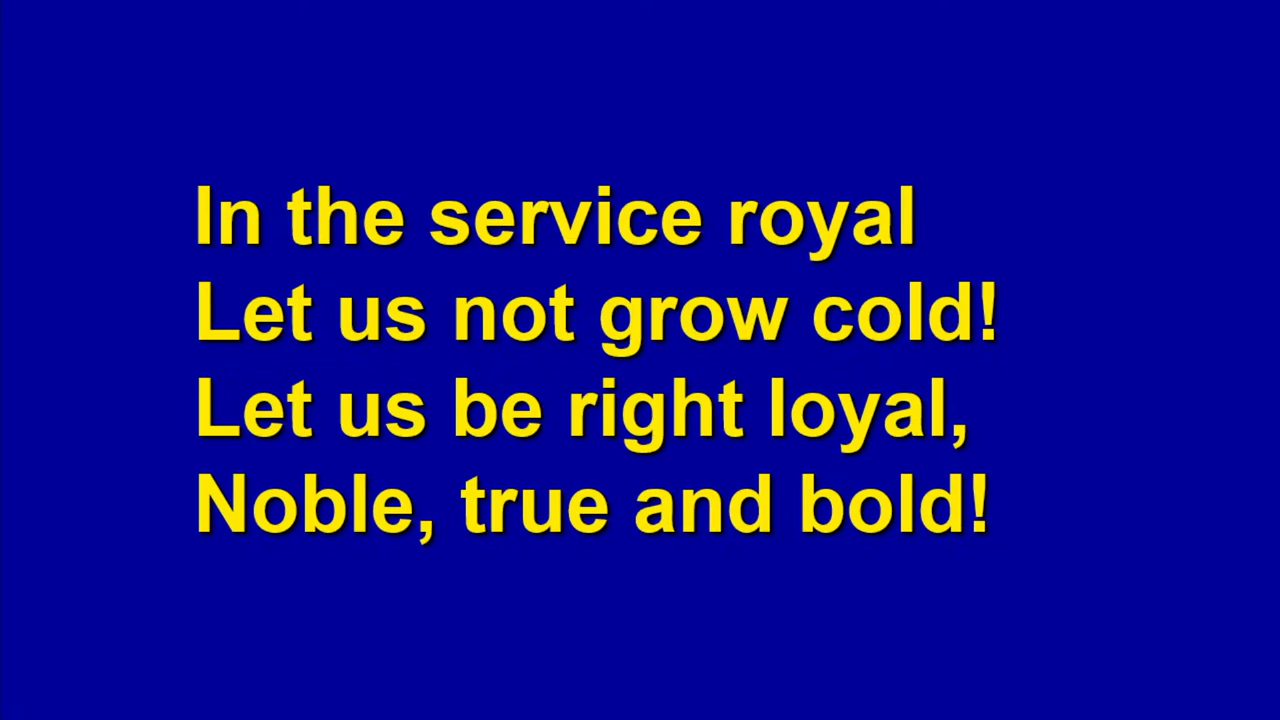 In the service royal
Let us not grow cold!
Let us be right loyal,
Noble, true and bold!